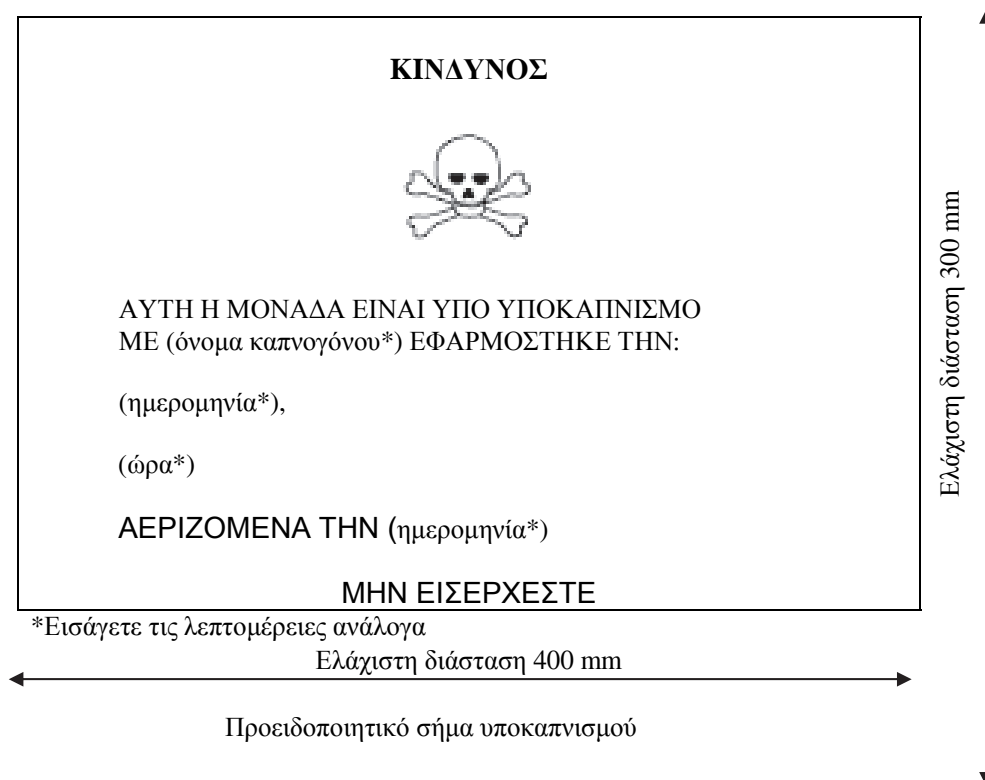 ΚΙΝΔΥΝΟΣ
ΑΥΤΗ Η ΜΟΝΑΔΑ ΕΙΝΑΙ ΥΠΟ ΥΠΟΚΑΠΝΙΣΜΟ
ΜΕ (όνομα καπνογόνου*) ΕΦΑΡΜΟΣΤΗΚΕ ΤΗΝ:
(ημερομηνία*),
(ώρα*)
ΑΕΡΙΖΟΜΕΝΑ ΤΗΝ (ημερομηνία*)
ΜΗΝ ΕΙΣΕΡΧΕΣΤΕ
*Εισάγετε τις λεπτομέρειες ανάλογα
Ελάχιστη διάσταση 400 mm
Προειδοποιητικό σήμα υποκαπνισμού
Ελάχιστη διάσταση 300 mm